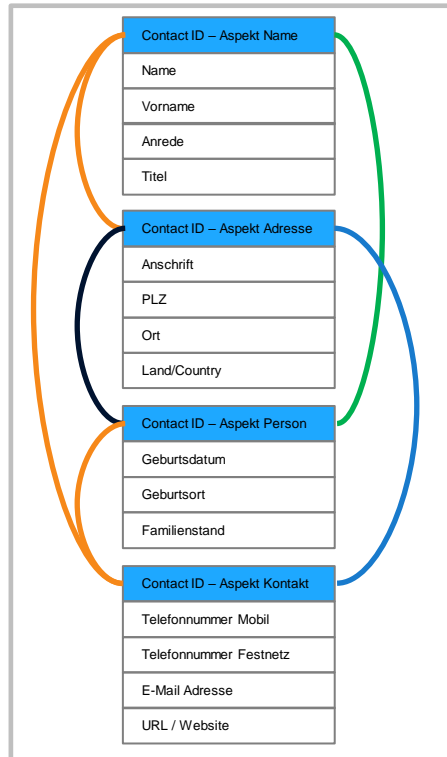 Contact ID – Aspekt Name
Name
Vorname
Anrede
Titel
Contact ID – Aspekt Adresse
Anschrift
PLZ
Ort
Land/Country
Contact ID – Aspekt Person
Geburtsdatum
Geburtsort
Familienstand
Contact ID – Aspekt Kontakt
Telefonnummer Mobil
Telefonnummer Festnetz
E-Mail Adresse
URL / Website